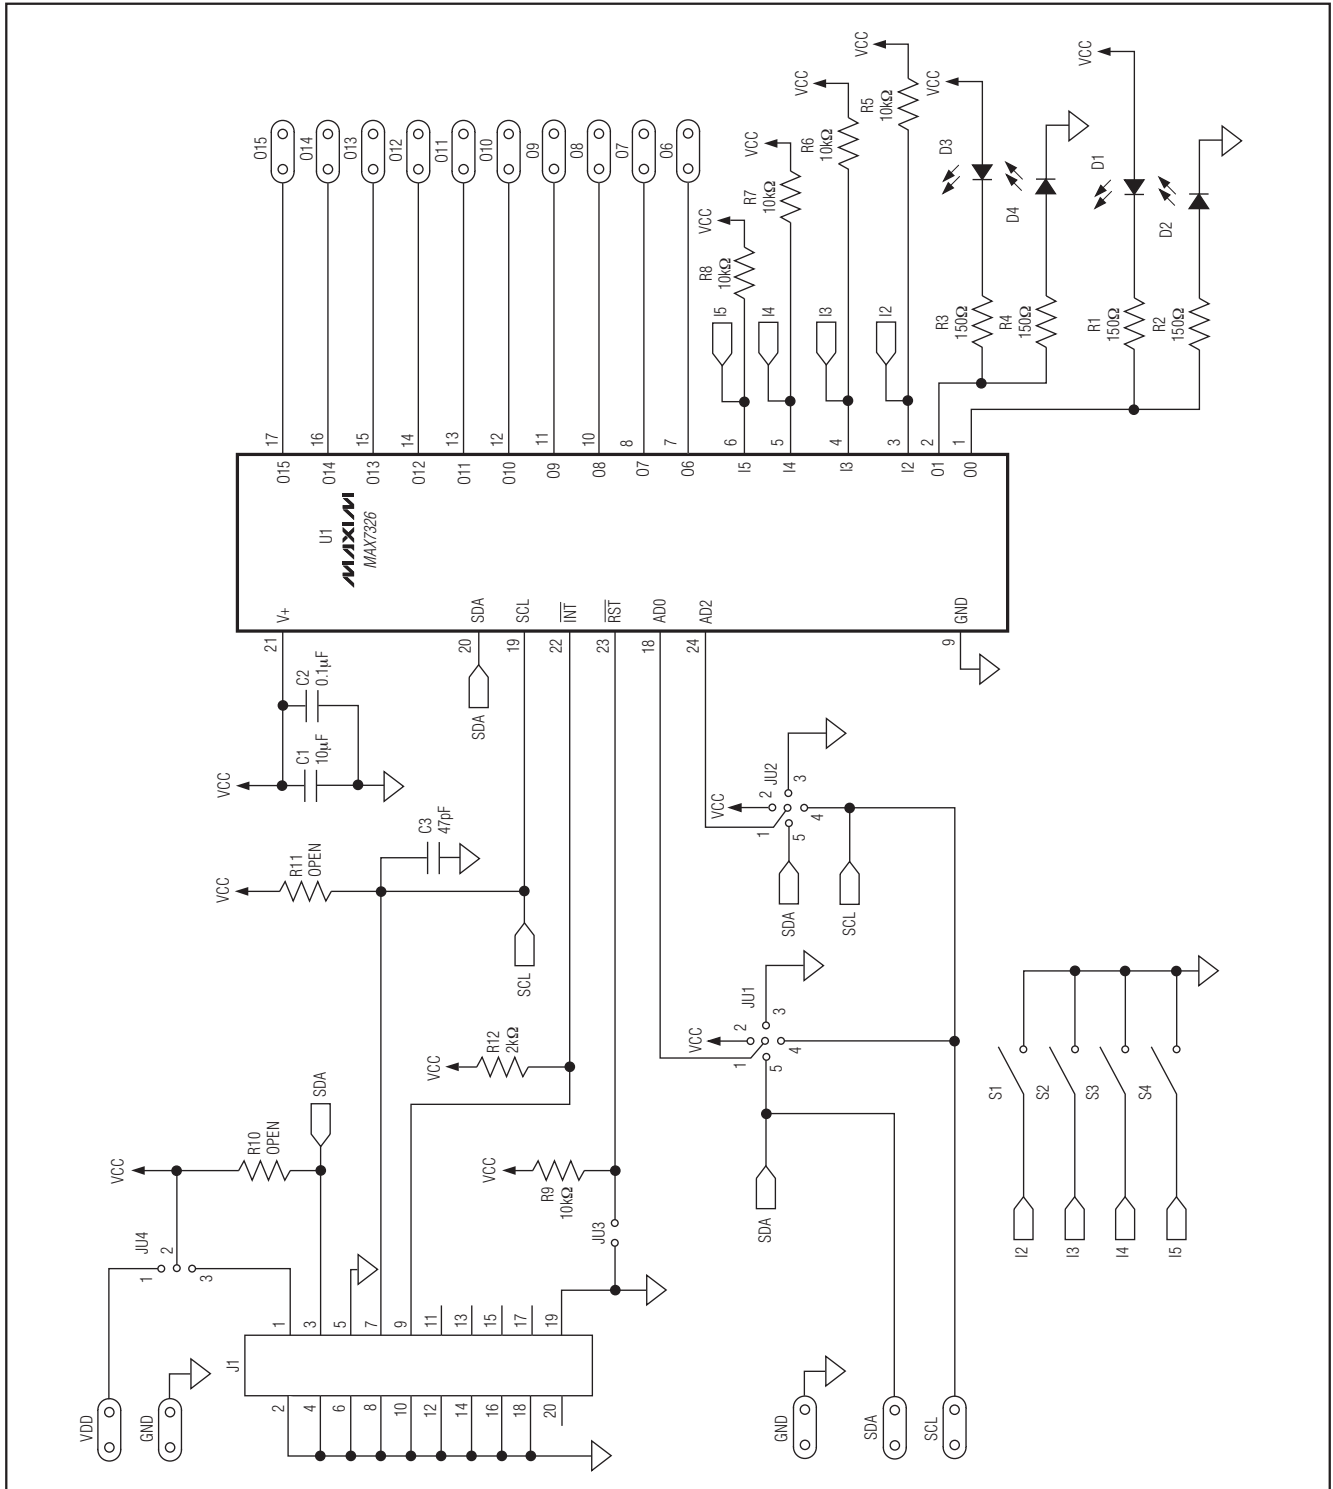 O15
O14
O13
O12
O11
O10
O9
O8
O7
O6
17
16
15
14
13
12
11
10
8
7
6
5
4
3
2
1
O15
O14
O13
O12
O11
O10
O9
O8
O7
O6
I5
I4
I3
I2
O1
O0
VCC
R8
10kΩ
I5
VCC
R7
10kΩ
I4
VCC
R6
10kΩ
I3
VCC
R5
10kΩ
I2
VCC
D3
R3
150Ω
D4
R4
150Ω
VCC
D1
R1
150Ω
D2
R2
150Ω
U1
MAXIM
MAX7326
V+
SDA
SCL
INT
RST
AD0
AD2
GND
21
20
19
22
23
18
24
9
C2
0.1µF
C1
10µF
VCC
SDA
VCC
R11
OPEN
C3
47pF
SCL
VCC
R12
2kΩ
VCC
JU2
1
2
3
4
5
SDA
SCL
VCC
JU1
1
2
3
4
5
SDA
VCC
R10
OPEN
SDA
JU4
1
2
3
VCC
R9
10kΩ
JU3
S1
S2
S3
S4
I2
I3
I4
I5
J1
1
3
5
7
9
11
13
15
17
19
2
4
6
8
10
12
14
16
18
20
VDD
GND
GND
SDA
SCL